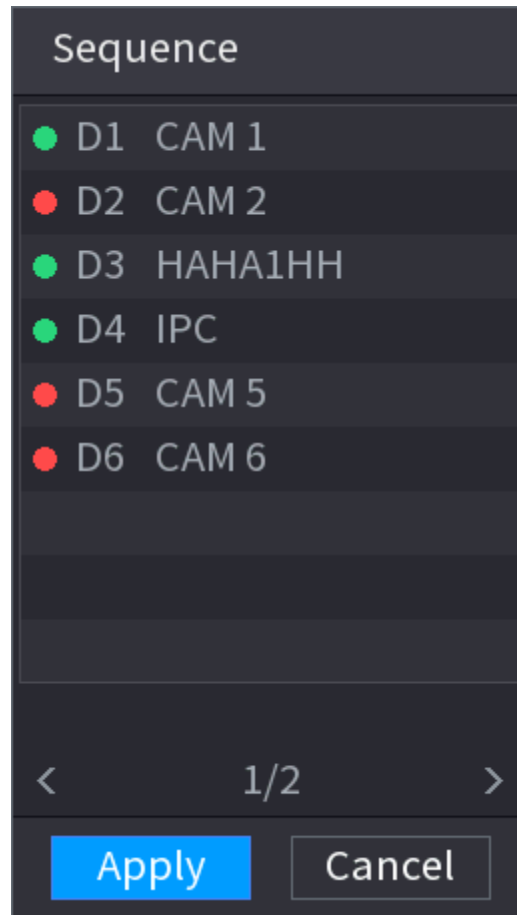 Sequence
D1 CAM 1
D2 CAM 2
D3 HAHA1HH
D4 IPC
D5 CAM 5
D6 CAM 6
< 1/2 >
Apply Cancel